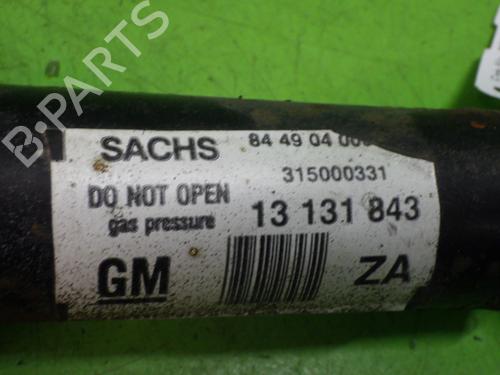 B-PARTS
SACHS
84 49 04
315000331
DO NOT OPEN
gas pressure
13 131 843
GM
ZA